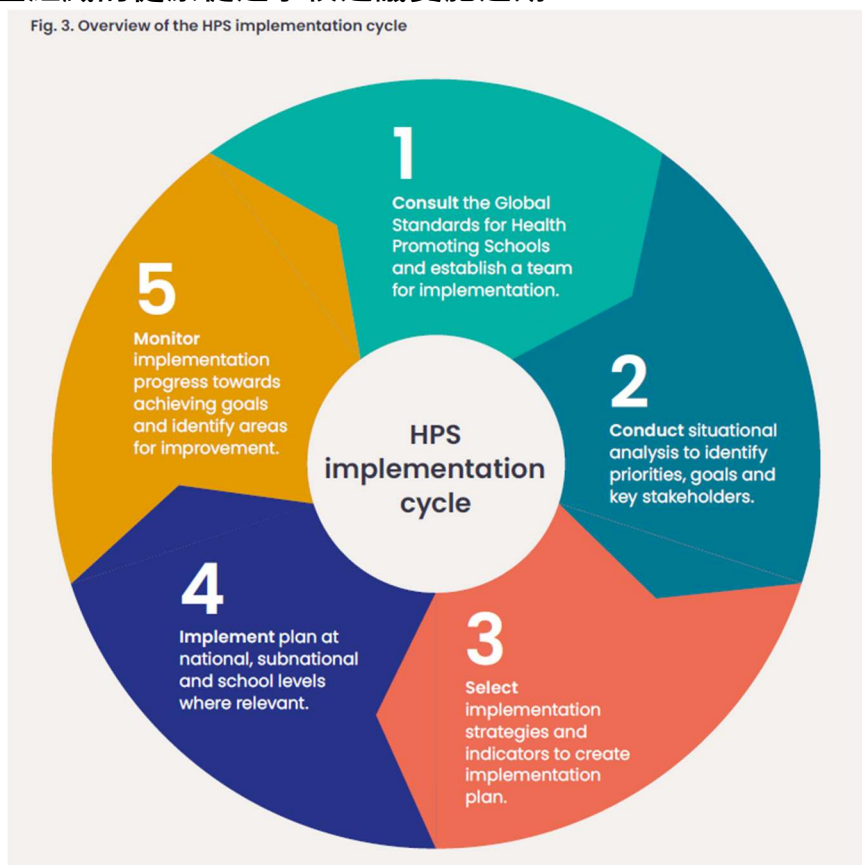 Fig. 3. Overview of the HPS implementation cycle
1
Consult the Global
Standards for Health
Promoting Schools
and establish a team
for implementation.
2
Conduct situational
analysis to identify
priorities, goals and
key stakeholders.
3
Select
implementation
strategies and
indicators to create
implementation
plan.
4
Implement plan at
national, subnational
and school levels
where relevant.
5
Monitor
implementation
progress towards
achieving goals
and identify areas
for improvement.
HPS
implementation
cycle